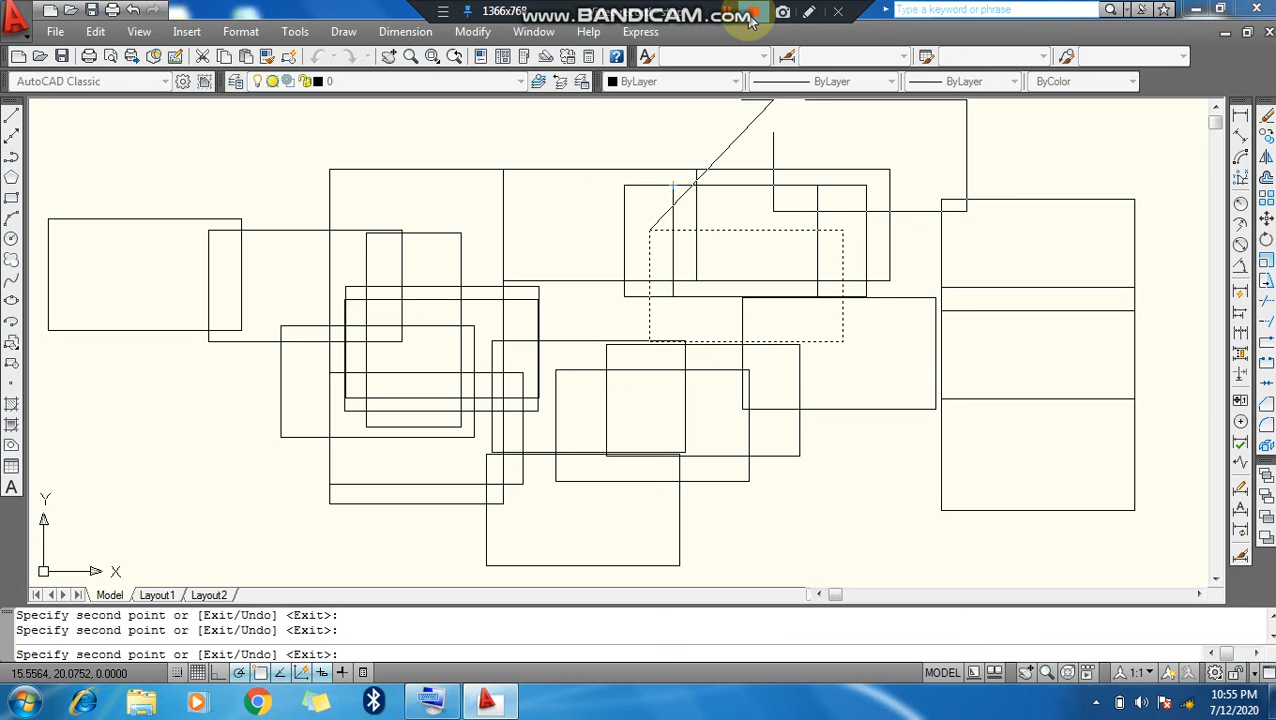 1366x768
www.BANDICAM.com
Type a keyword or phrase
File Edit View Insert Format Tools Draw Dimension Modify Window Help Express
AutoCAD Classic
0
ByLayer
ByLayer
ByLayer
ByColor
A
Y
X
Model Layout1 Layout2
Specify second point or [Exit/Undo] <Exit>:
Specify second point or [Exit/Undo] <Exit>:
Specify second point or [Exit/Undo] <Exit>:
15.5564, 20.0752, 0.0000
MODEL
1:1
10:55 PM
7/12/2020